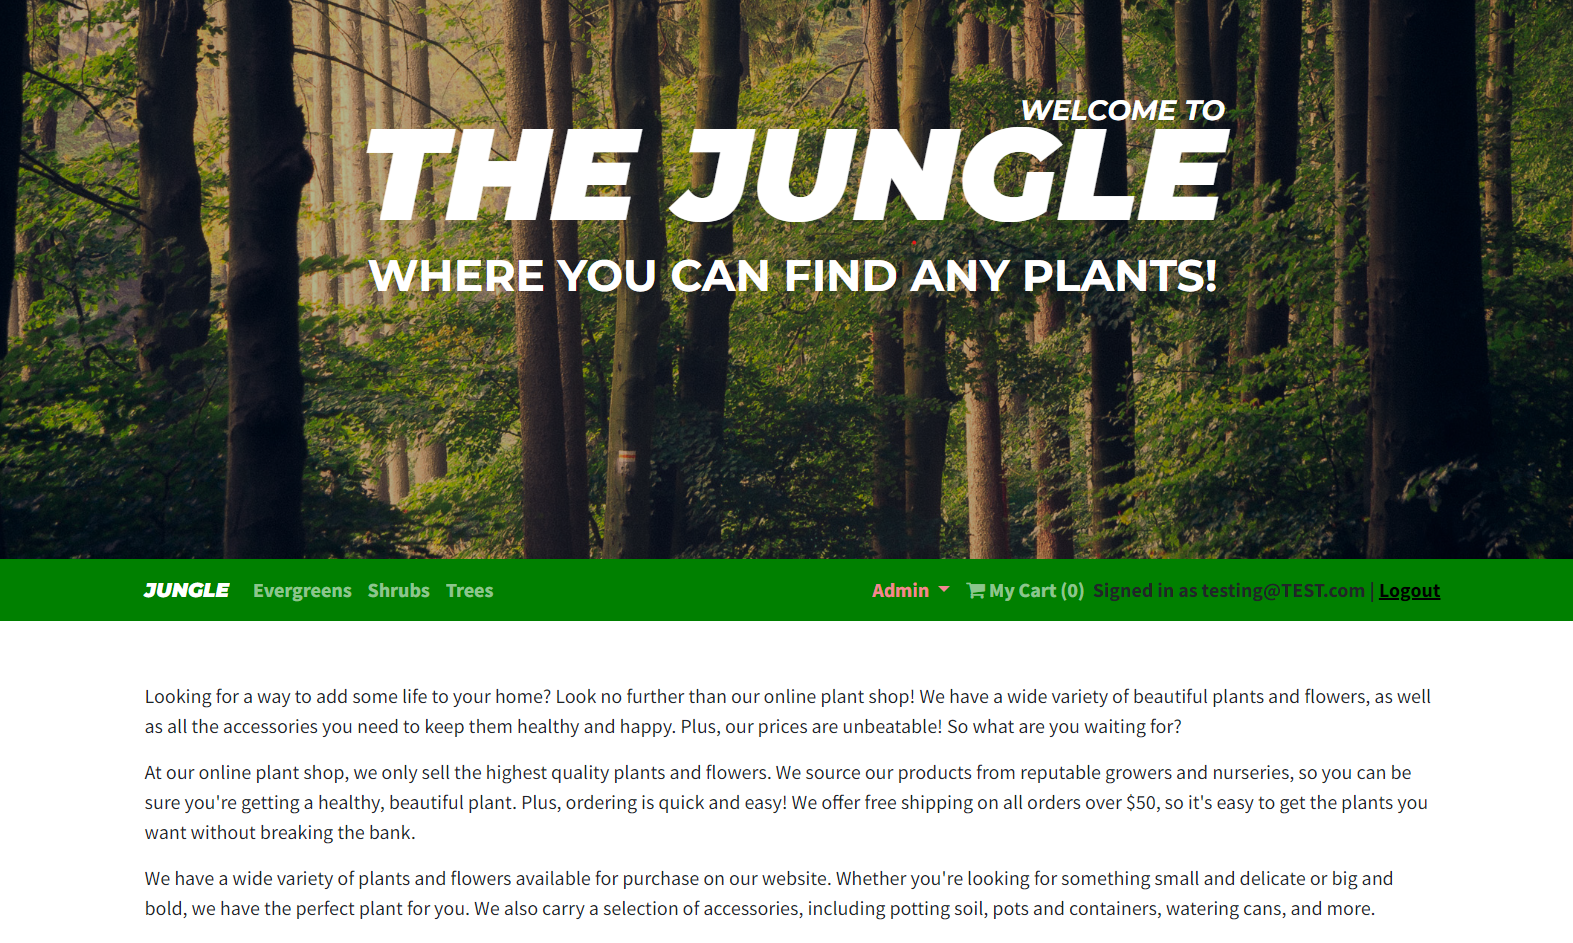 WELCOME TO
THE JUNGLE
WHERE YOU CAN FIND ANY PLANTS!
JUNGLE Evergreens Shrubs Trees Admin My Cart (0) Signed in as testing@TEST.com | Logout
Looking for a way to add some life to your home? Look no further than our online plant shop! We have a wide variety of beautiful plants and flowers, as well
as all the accessories you need to keep them healthy and happy. Plus, our prices are unbeatable! So what are you waiting for?
At our online plant shop, we only sell the highest quality plants and flowers. We source our products from reputable growers and nurseries, so you can be
sure you're getting a healthy, beautiful plant. Plus, ordering is quick and easy! We offer free shipping on all orders over $50, so it's easy to get the plants you
want without breaking the bank.
We have a wide variety of plants and flowers available for purchase on our website. Whether you're looking for something small and delicate or big and
bold, we have the perfect plant for you. We also carry a selection of accessories, including potting soil, pots and containers, watering cans, and more.